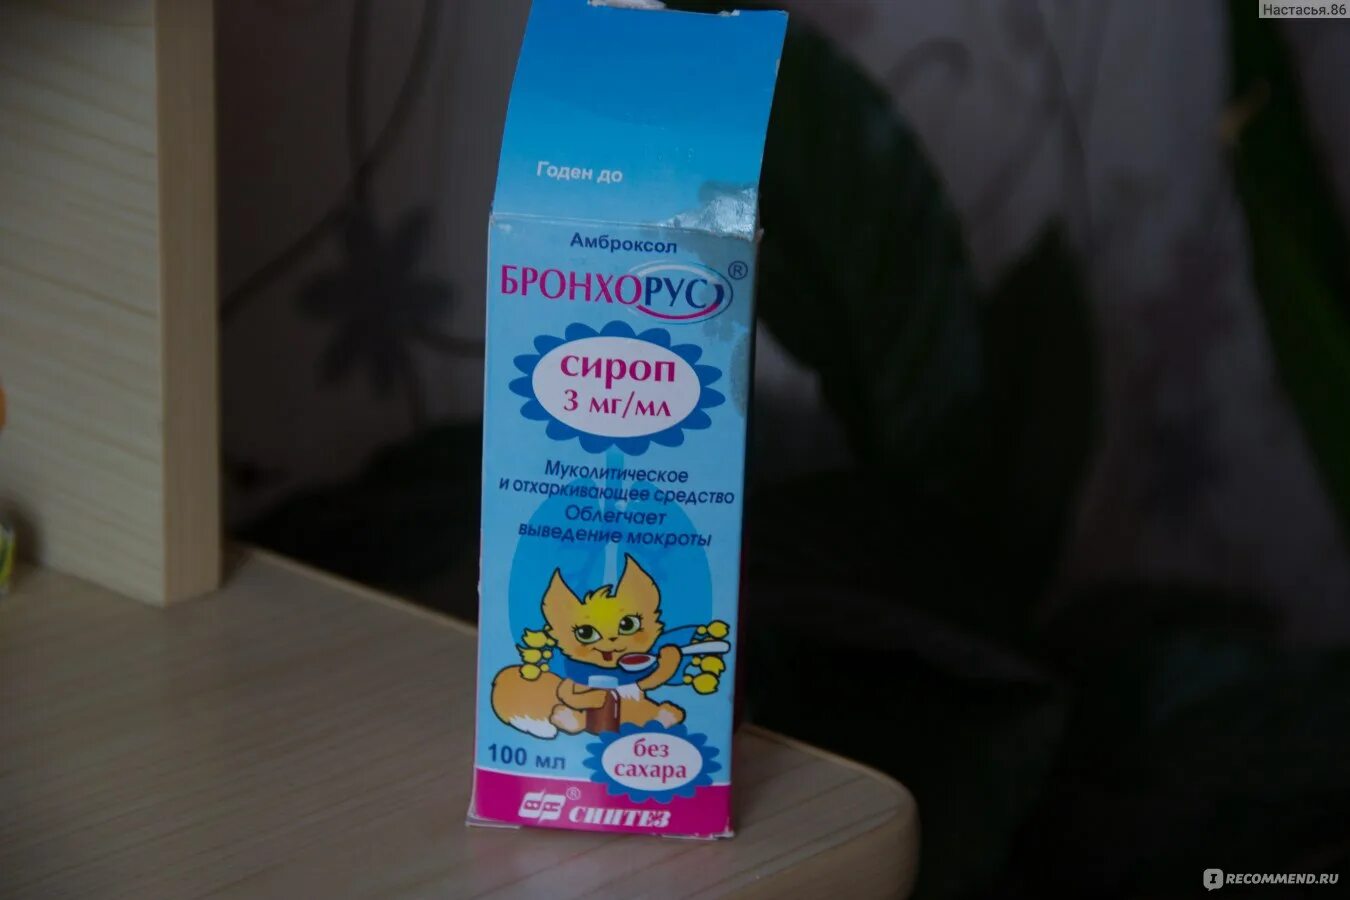 Настасья.86
Годен до
Амброксол
БРОНХОРУС®
сироп
3 мг/мл
Муколитическое
и отхаркивающее средство
Облегчает
выведение мокроты
100 мл
без
сахара
® СИНТЕЗ
IRECOMMEND.RU